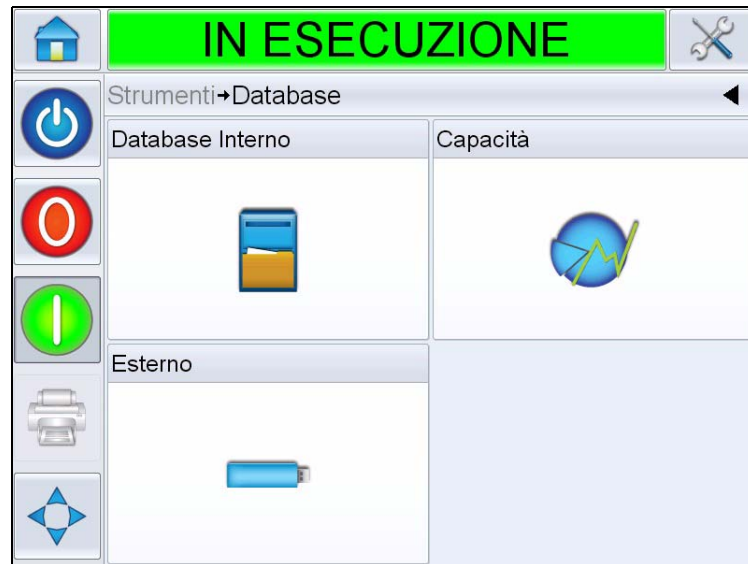 IN ESECUZIONE
Strumenti→Database
Database Interno
Capacità
Esterno